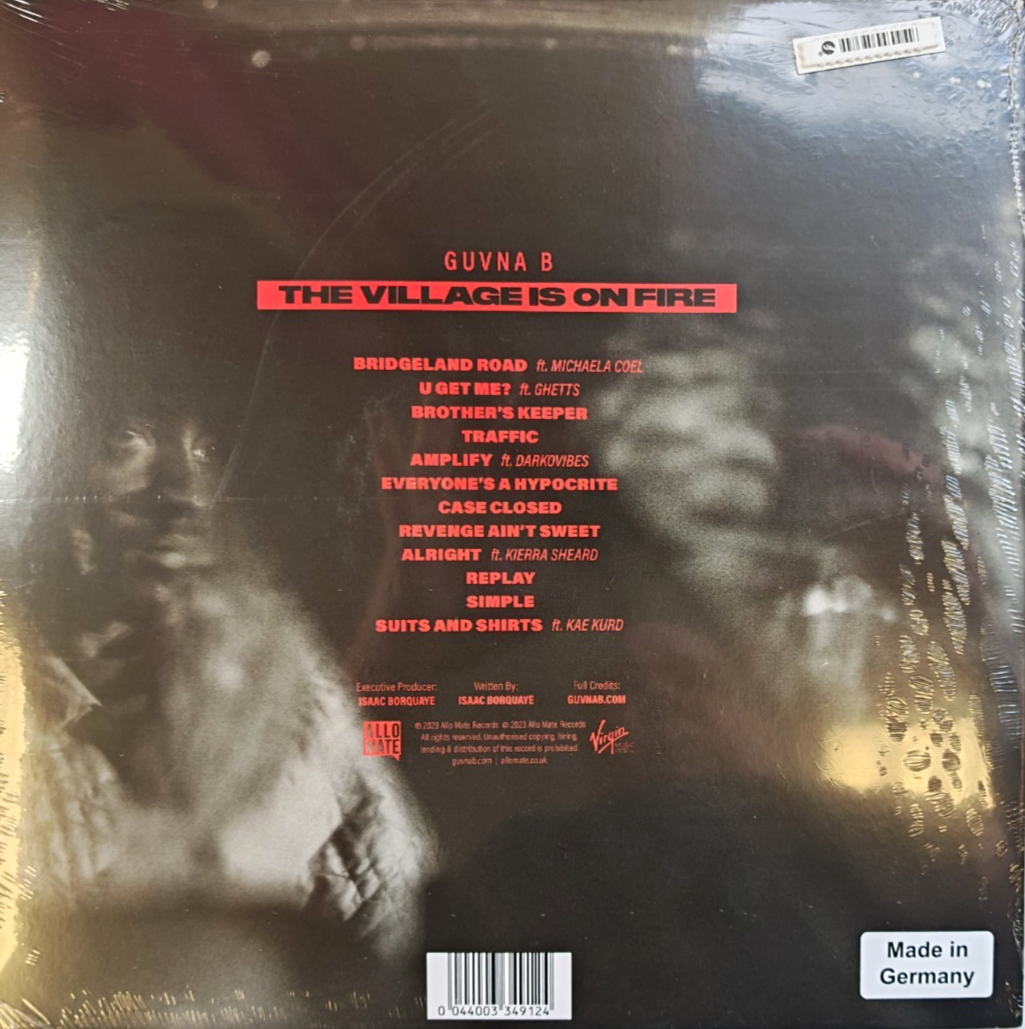 GUVNA B
THE VILLAGE IS ON FIRE
BRIDGELAND ROAD ft. MICHAELA COEL
U GET ME? ft. GHETTS
BROTHER'S KEEPER
TRAFFIC
AMPLIFY ft. DARKOVIBES
EVERYONE'S A HYPOCRITE
CASE CLOSED
REVENGE AIN'T SWEET
ALRIGHT ft. KIERRA SHEARD
REPLAY
SIMPLE
SUITS AND SHIRTS ft. KAE KURD
Executive Producer: Written By: Full Credits:
ISAAC BORQUAYE ISAAC BORQUAYE GUVNAB.COM
ALLO
MATE
℗ 2023 Allo Mate Records © 2023 Allo Mate Records
All rights reserved. Unauthorised copying, hiring,
lending & distribution of this record is prohibited.
guvnab.com | allomate.co.uk
Virgin
MUSIC
0 044003 349124
Made in
Germany